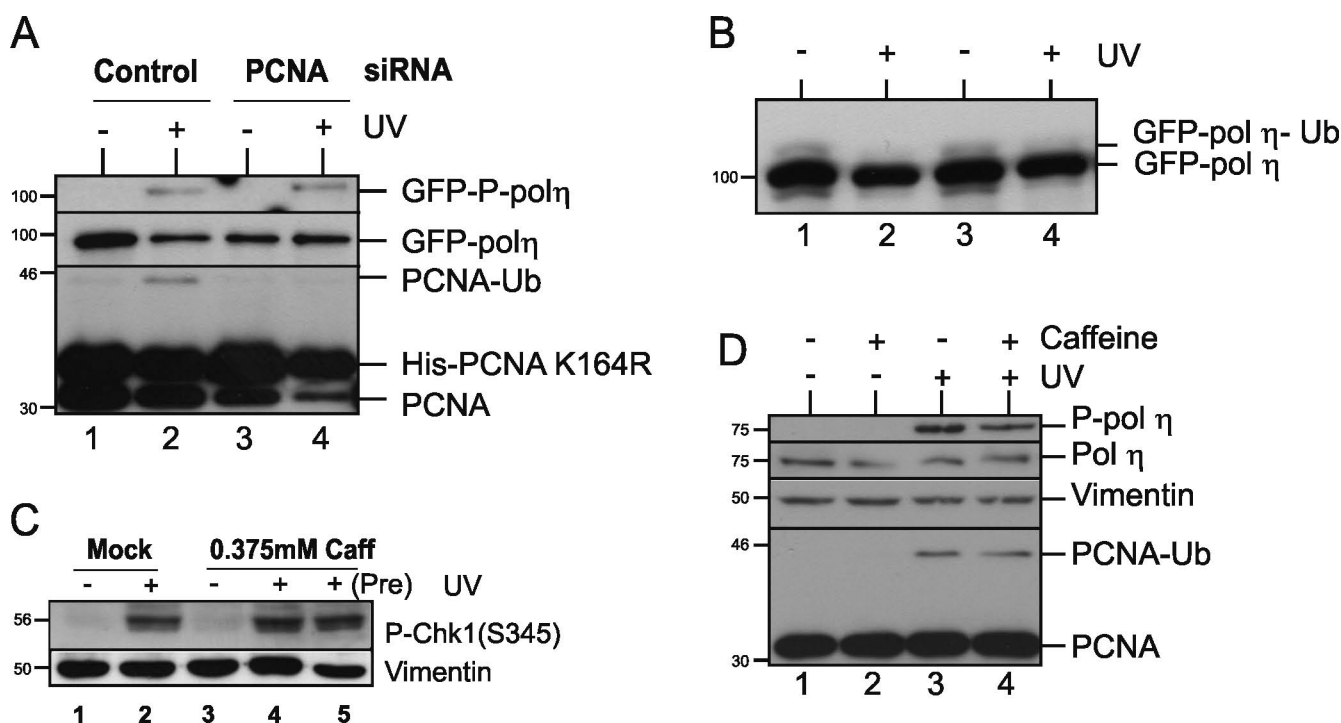 A
Control PCNA siRNA
- + - + UV
100 GFP-P-polη
100 GFP-polη
46 PCNA-Ub
His-PCNA K164R
30 PCNA
1 2 3 4
B
- + - + UV
GFP-pol η- Ub
100 GFP-pol η
1 2 3 4
C
Mock 0.375mM Caff
- + - + + (Pre) UV
56 P-Chk1(S345)
50 Vimentin
1 2 3 4 5
D
- + - + Caffeine
- - + + UV
75 P-pol η
75 Pol η
50 Vimentin
46 PCNA-Ub
30 PCNA
1 2 3 4